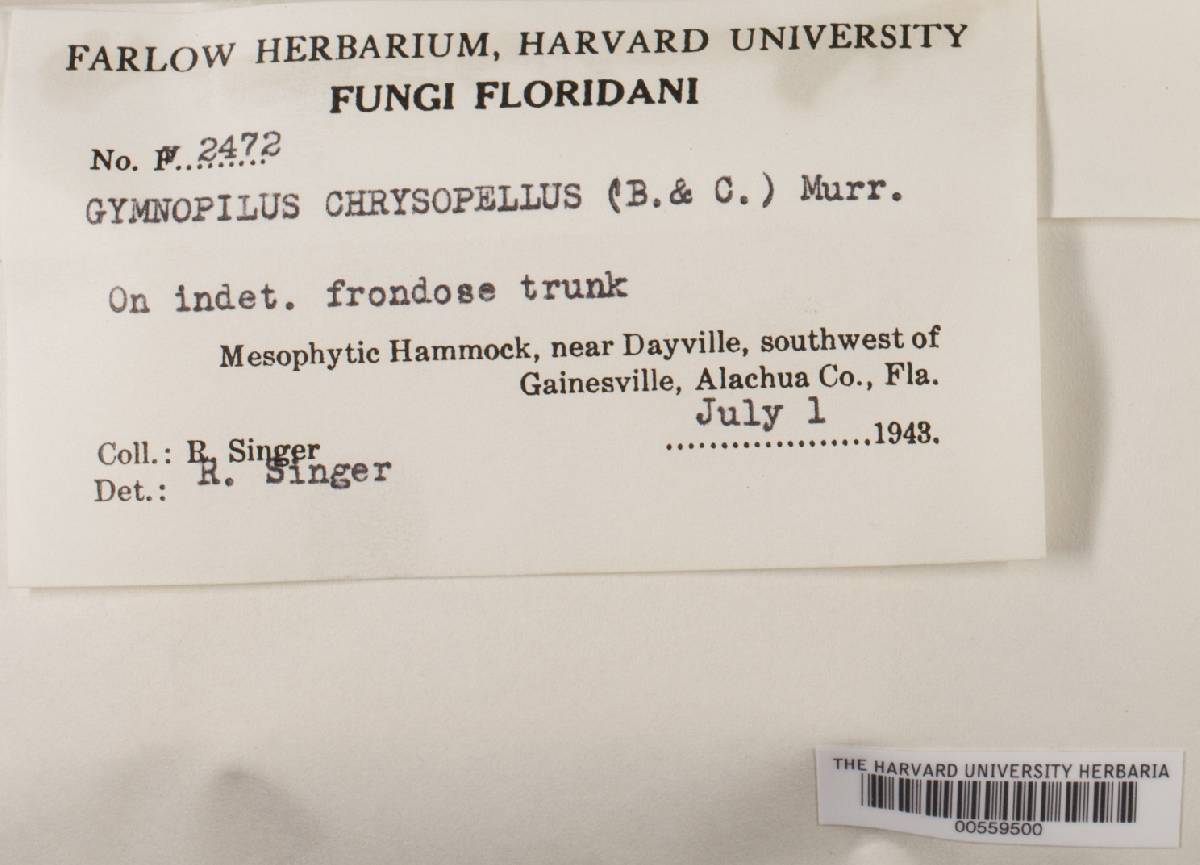 FARLOW HERBARIUM, HARVARD UNIVERSITY
FUNGI FLORIDANI
No. F. 2472
GYMNOPILUS CHRYSOPELLUS (B.& C.) Murr.
On indet. frondose trunk
Mesophytic Hammock, near Dayville, southwest of
Gainesville, Alachua Co., Fla.
July 1
....................1943.
Coll.: R. Singer
Det.: R. Singer
THE HARVARD UNIVERSITY HERBARIA
00559500